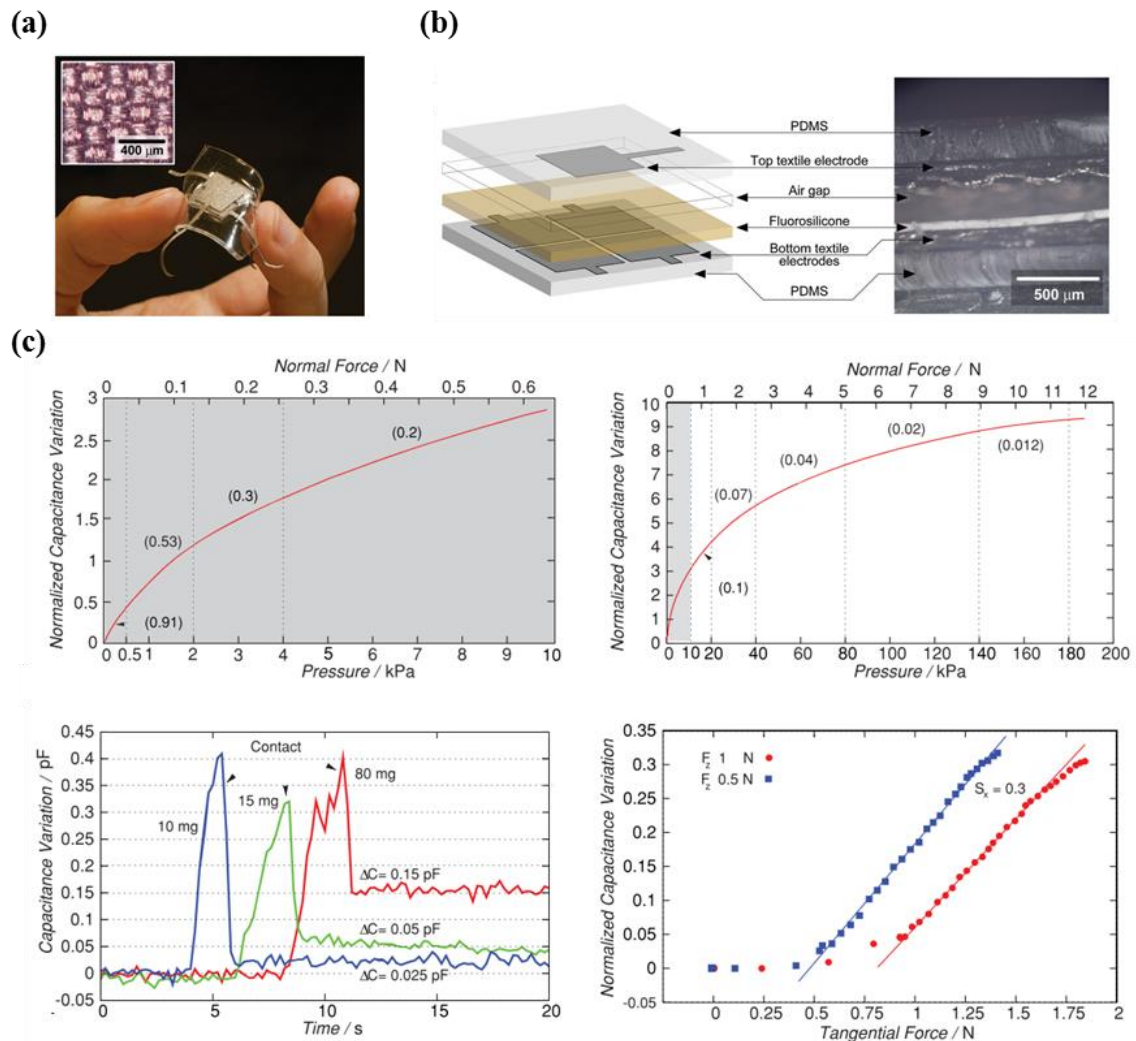 (a)
400 μm
(b)
PDMS
Top textile electrode
Air gap
Fluorosilicone
Bottom textile
electrodes
PDMS
500 μm
(c)
Normal Force / N
0 0.1 0.2 0.3 0.4 0.5 0.6
Normalized Capacitance Variation
3
2.5
2
1.5
1
0.5
0
(0.2)
(0.3)
(0.53)
(0.91)
0 0.5 1 2 3 4 5 6 7 8 9 10
Pressure / kPa
Normal Force / N
0 1 2 3 4 5 6 7 8 9 10 11 12
Normalized Capacitance Variation
10
9
8
7
6
5
4
3
2
1
0
(0.02)
(0.012)
(0.04)
(0.07)
(0.1)
0 10 20 40 60 80 100 120 140 160 180 200
Pressure / kPa
Capacitance Variation / pF
0.45
0.4
0.35
0.3
0.25
0.2
0.15
0.1
0.05
0
-0.05
Contact
10 mg
15 mg
80 mg
ΔC= 0.15 pF
ΔC= 0.05 pF
ΔC= 0.025 pF
0 5 10 15 20
Time / s
Normalized Capacitance Variation
0.35
0.3
0.25
0.2
0.15
0.1
0.05
0
-0.05
Fz 1 N
Fz 0.5 N
Sx = 0.3
0 0.25 0.5 0.75 1 1.25 1.5 1.75 2
Tangential Force / N